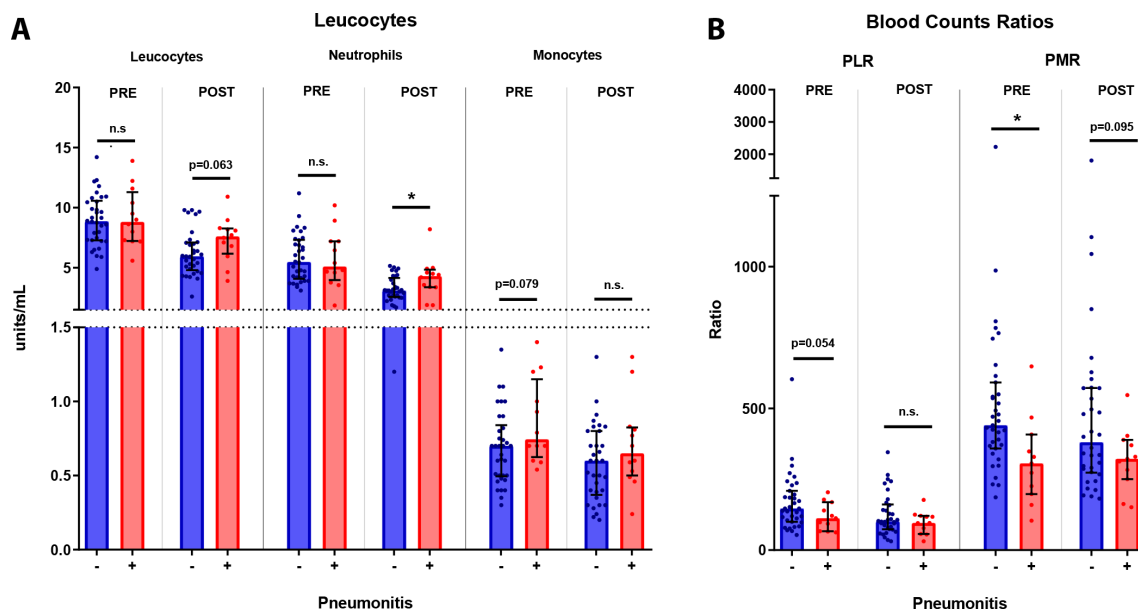 A
Leucocytes
Leucocytes
Neutrophils
Monocytes
PRE
POST
PRE
POST
PRE
POST
n.s
p=0.063
n.s.
*
p=0.079
n.s.
units/mL
20
15
10
5
1.5
1.0
0.5
0.0
- + - + - + - + - + - +
Pneumonitis
B
Blood Counts Ratios
PLR
PMR
PRE
POST
PRE
POST
p=0.054
n.s.
*
p=0.095
Ratio
4000
3000
2000
1000
500
0
- + - + - + - +
Pneumonitis